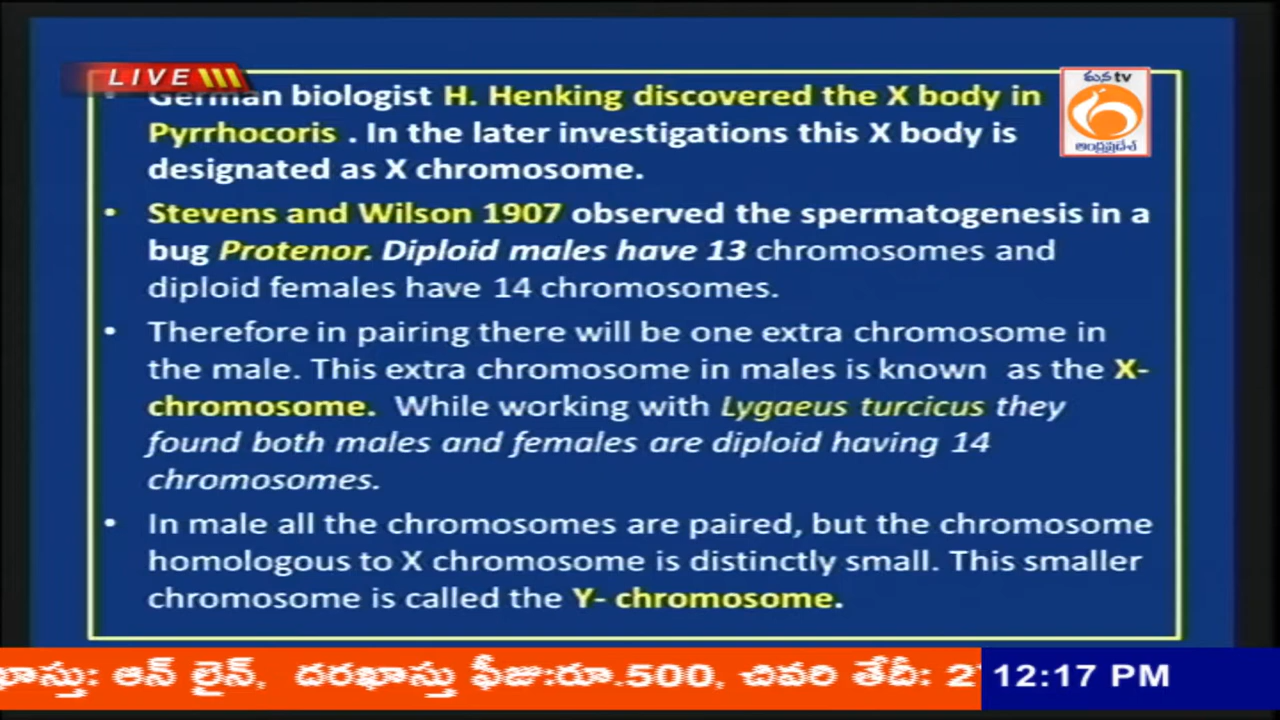 LIVE
మన tv
ఆంధ్రప్రదేశ్
• German biologist H. Henking discovered the X body in
Pyrrhocoris . In the later investigations this X body is
designated as X chromosome.
• Stevens and Wilson 1907 observed the spermatogenesis in a
bug Protenor. Diploid males have 13 chromosomes and
diploid females have 14 chromosomes.
• Therefore in pairing there will be one extra chromosome in
the male. This extra chromosome in males is known as the X-
chromosome. While working with Lygaeus turcicus they
found both males and females are diploid having 14
chromosomes.
• In male all the chromosomes are paired, but the chromosome
homologous to X chromosome is distinctly small. This smaller
chromosome is called the Y- chromosome.
ఆన్ లైన్, దరఖాస్తు ఫీజు:రూ.500, చివరి తేదీ: 2
12:17 PM